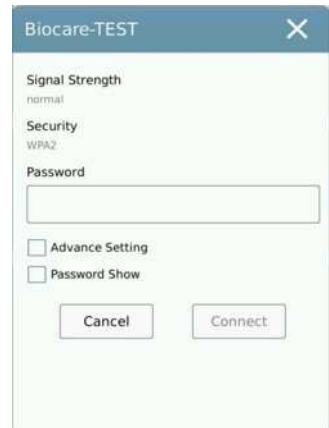 Biocare-TEST
Signal Strength
normal
Security
WPA2
Password
Advance Setting
Password Show
Cancel
Connect